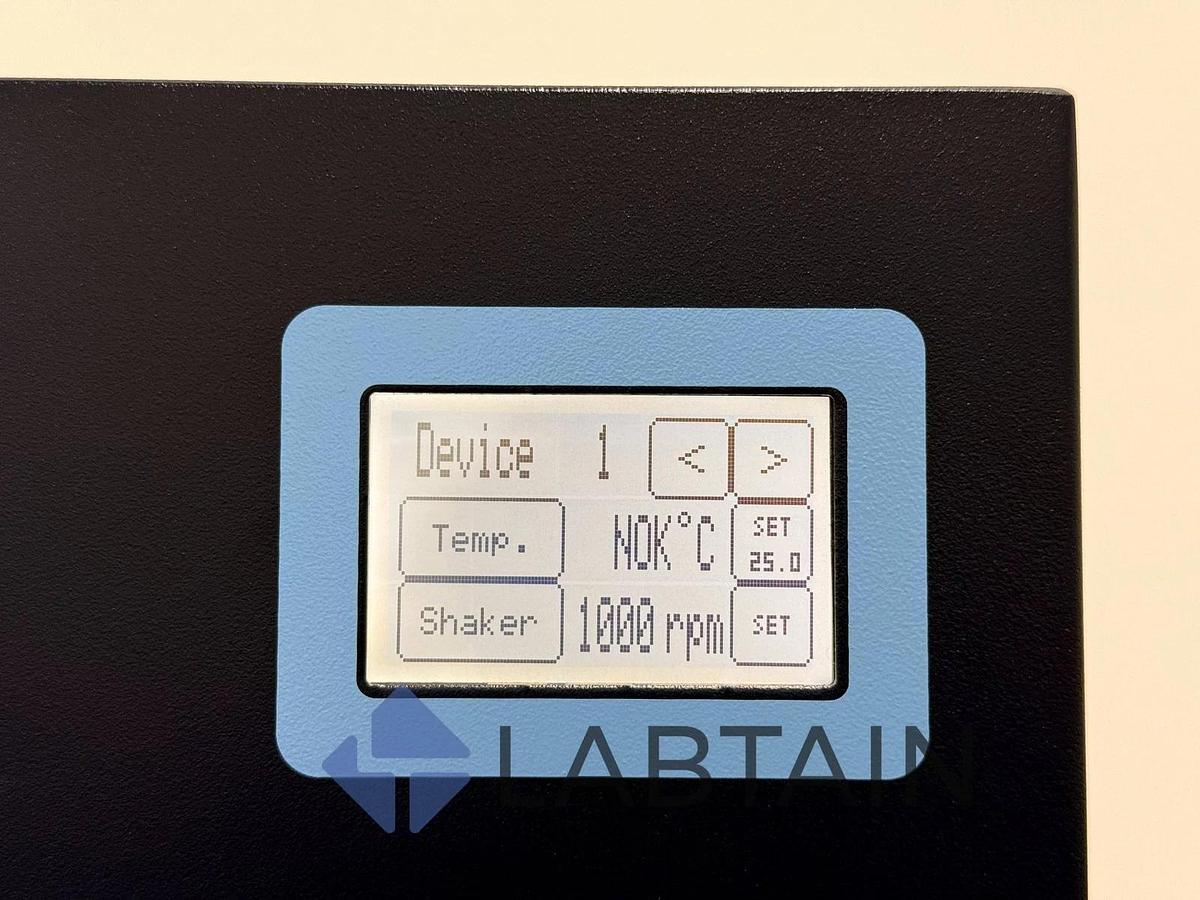 Device 1 < >
Temp. NOK°C SET 25.0
Shaker 1000 rpm SET
LABTAIN